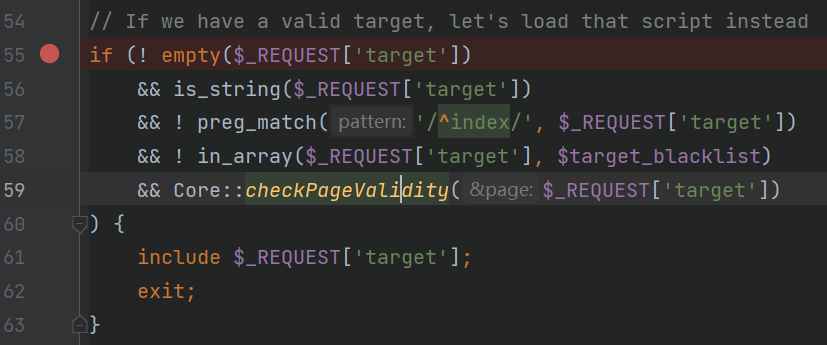 54 // If we have a valid target, let's load that script instead
55 if (! empty($_REQUEST['target'])
56 && is_string($_REQUEST['target'])
57 && ! preg_match( pattern: '/^index/', $_REQUEST['target'])
58 && ! in_array($_REQUEST['target'], $target_blacklist)
59 && Core::checkPageValidity( &page: $_REQUEST['target'])
60 ) {
61 include $_REQUEST['target'];
62 exit;
63 }